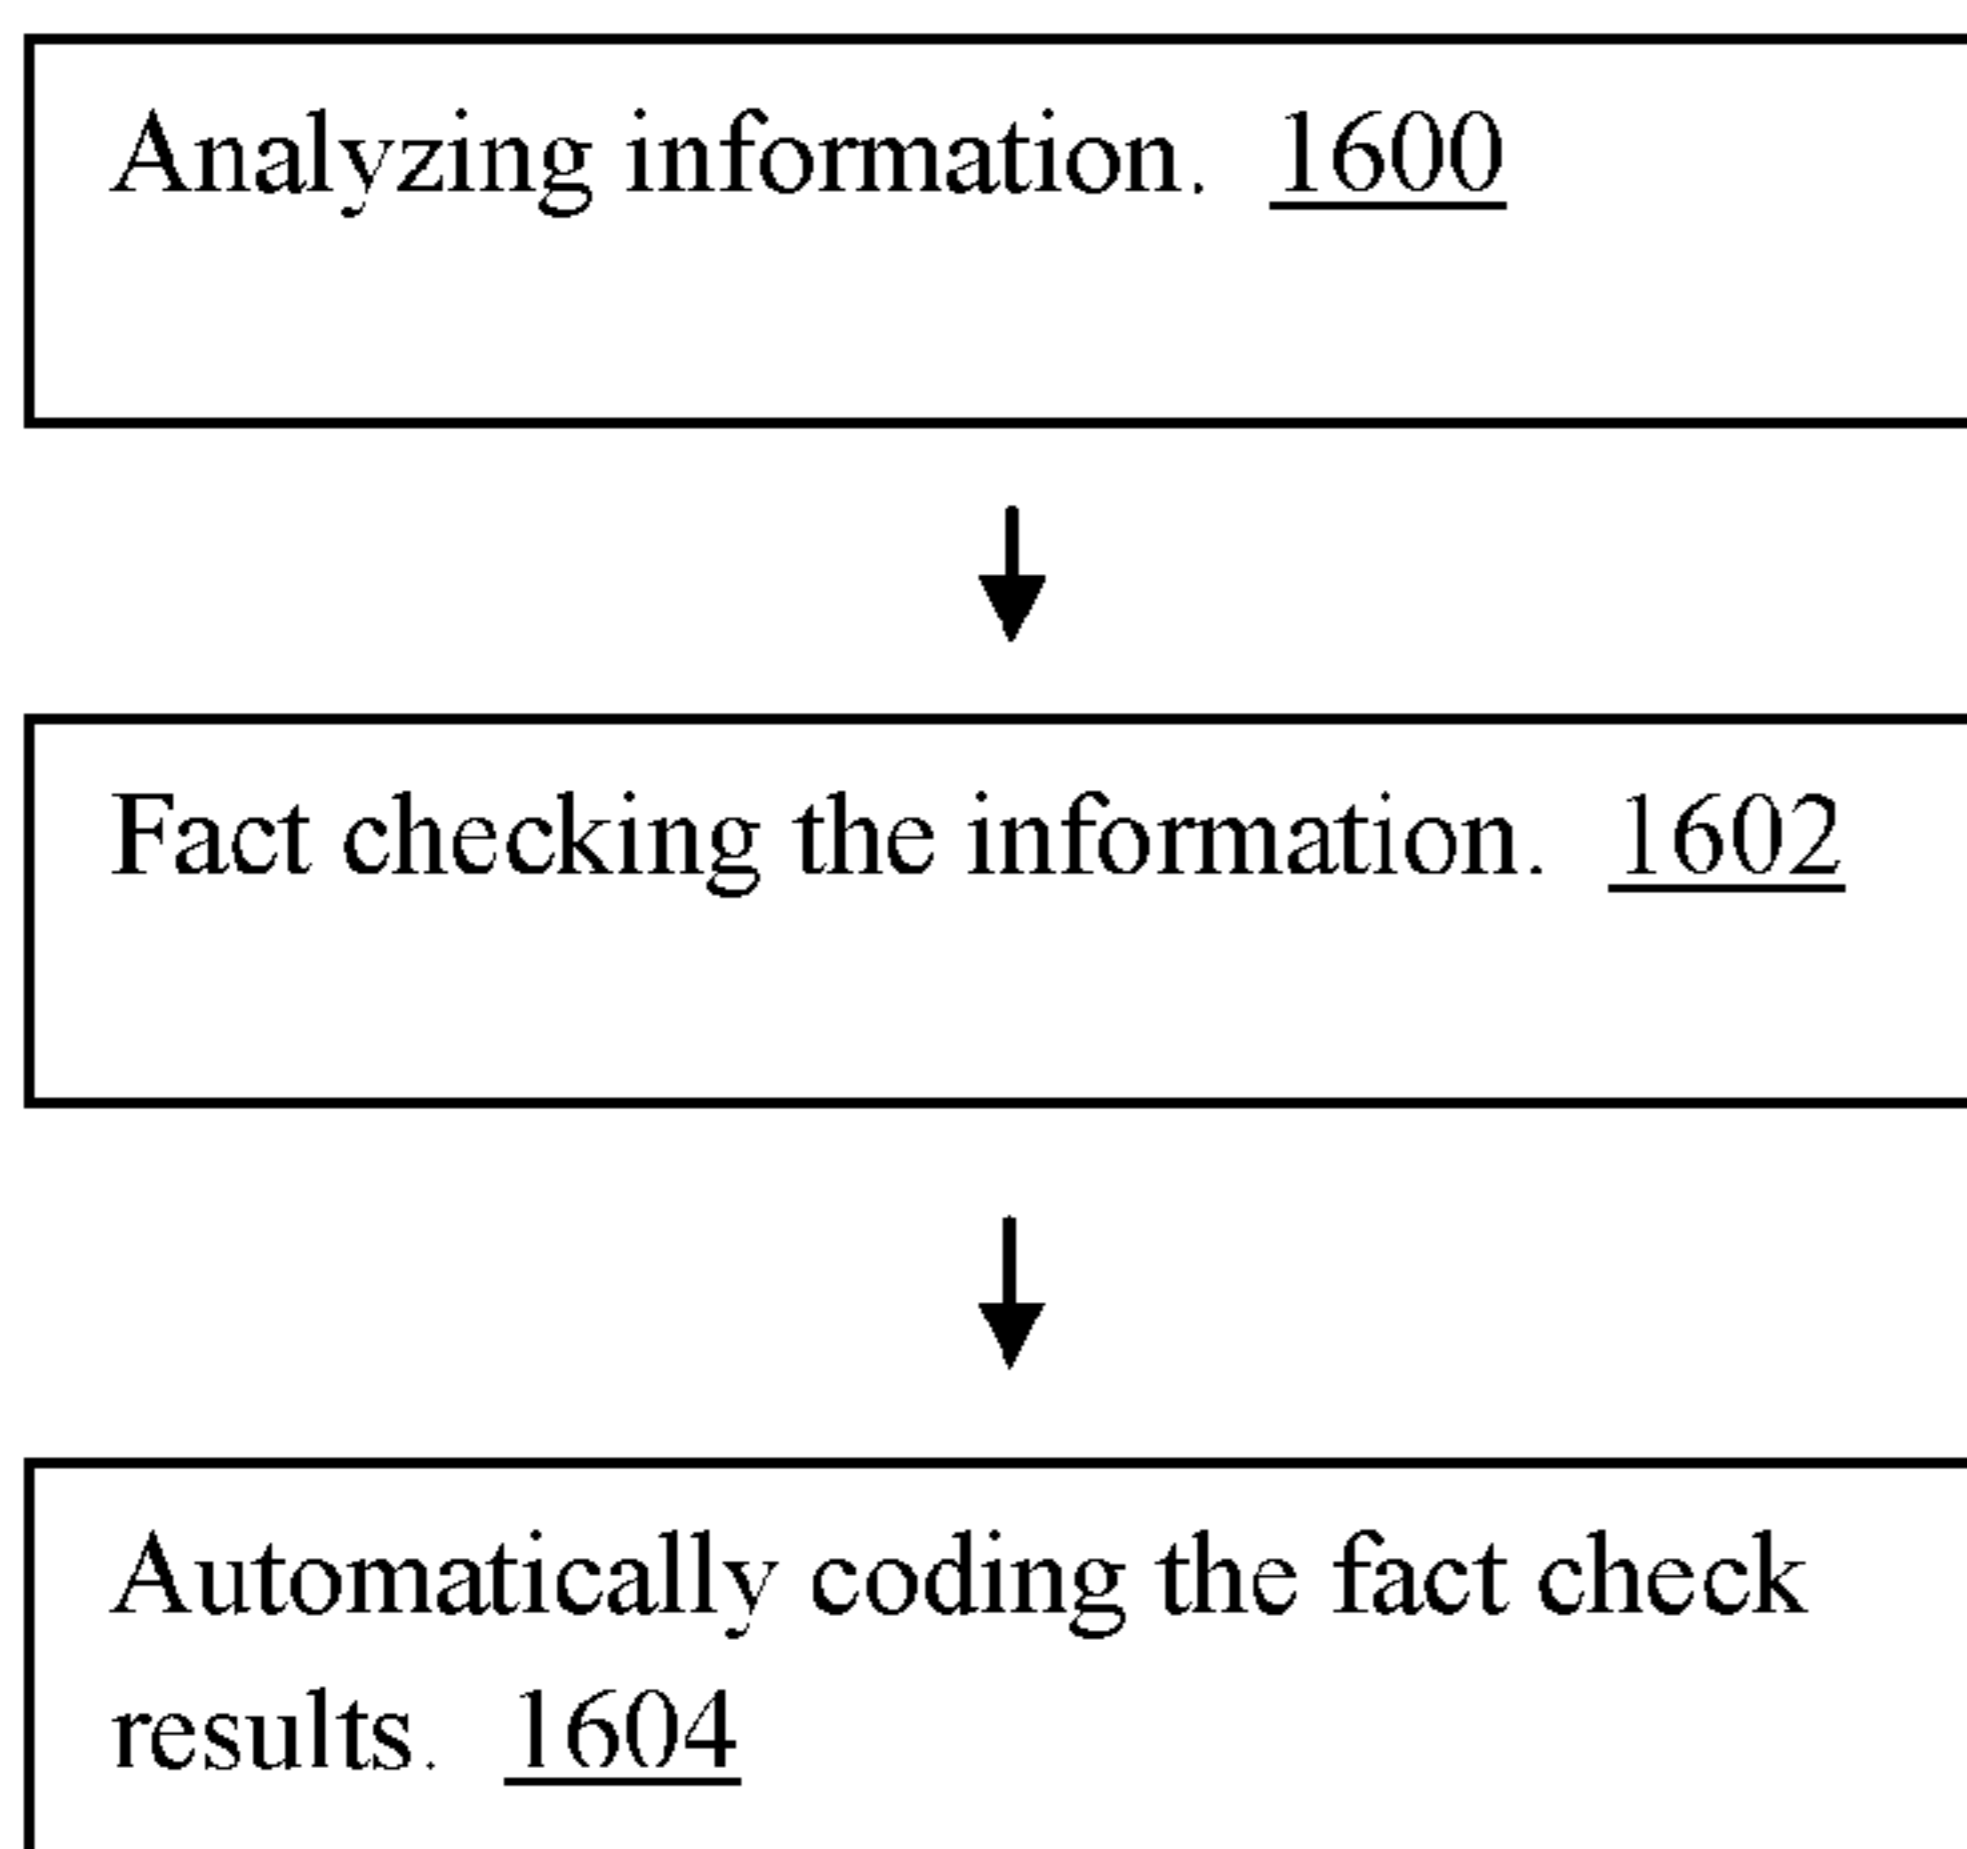 Analyzing information. 1600
Fact checking the information. 1602
Automatically coding the fact check
results. 1604